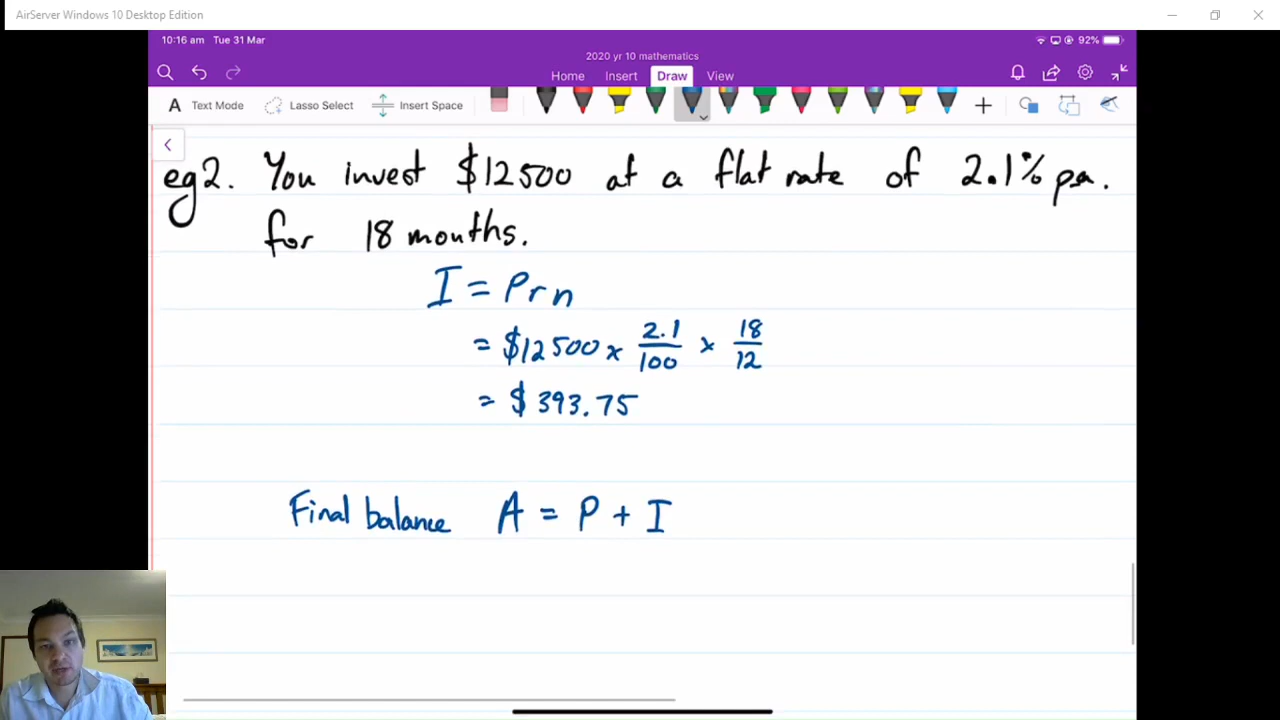 AirServer Windows 10 Desktop Edition
10:16 am Tue 31 Mar
92%
2020 yr 10 mathematics
Home Insert Draw View
A Text Mode Lasso Select Insert Space
eg2. You invest $12500 at a flat rate of 2.1% pa.
for 18 months.
I = Prn
= $12500 × 2.1/100 × 18/12
= $393.75
Final balance A = P + I